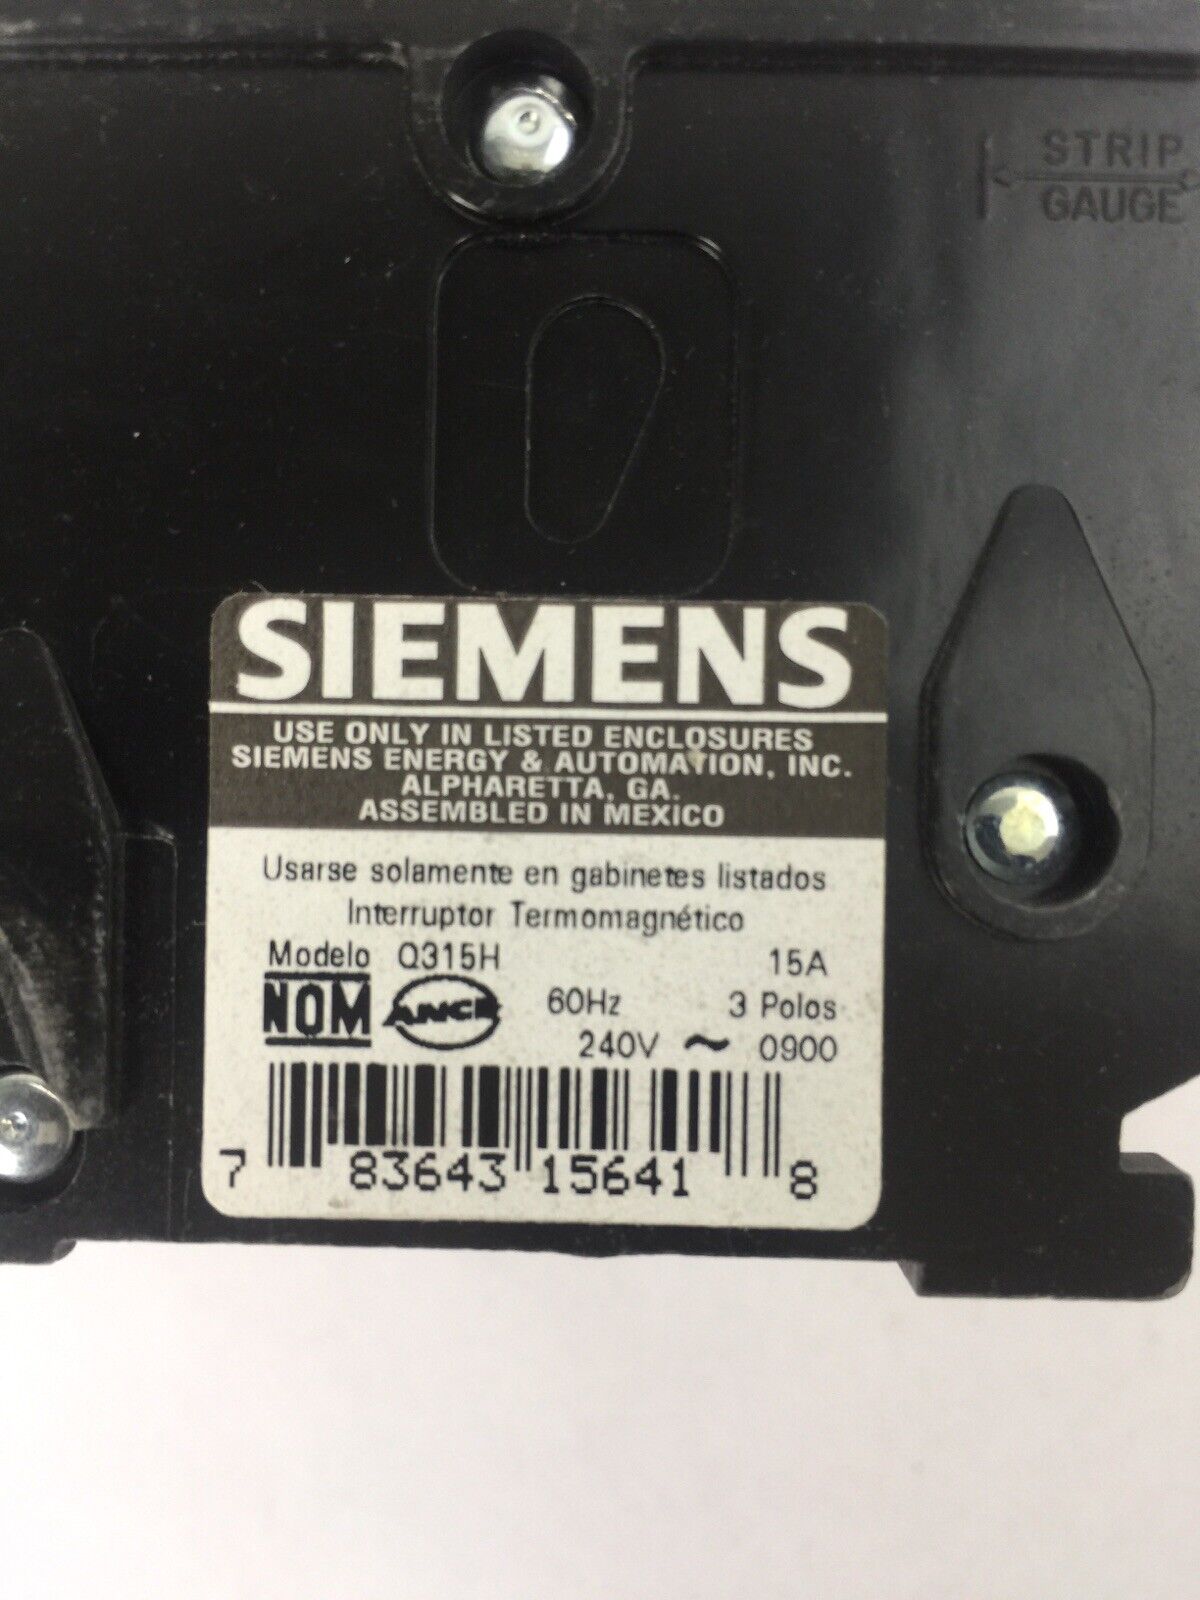 STRIP
GAUGE
SIEMENS
USE ONLY IN LISTED ENCLOSURES
SIEMENS ENERGY & AUTOMATION, INC.
ALPHARETTA, GA.
ASSEMBLED IN MEXICO
Usarse solamente en gabinetes listados
Interruptor Termomagnético
Modelo Q315H 15A
NOM ANCE 60Hz 3 Polos
240V ~ 0900
7 83643 15641 8